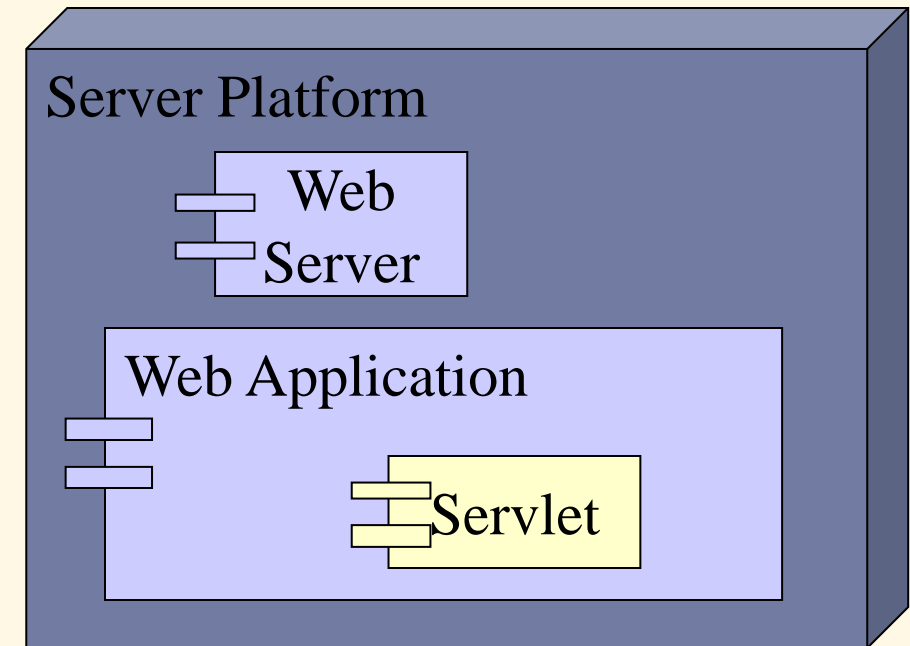 Server Platform
Web
Server
Web Application
Servlet